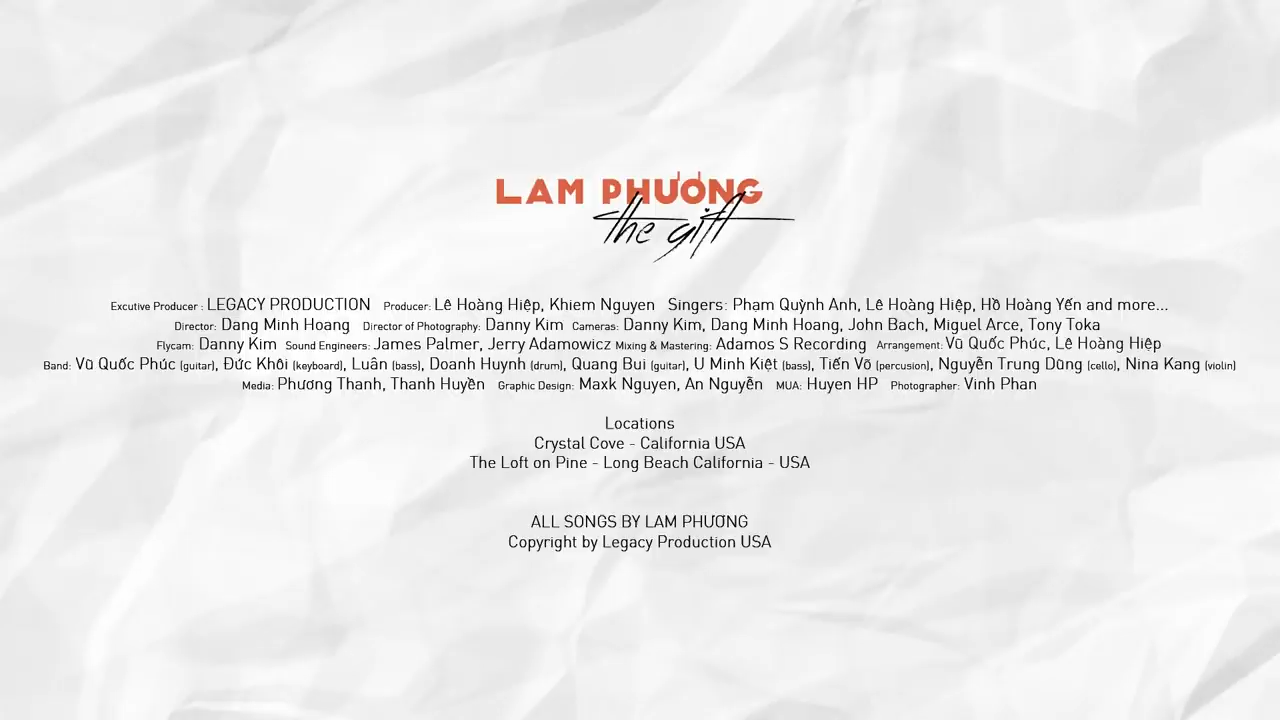 LAM PHƯƠNG
the gift
Excutive Producer : LEGACY PRODUCTION Producer: Lê Hoàng Hiệp, Khiem Nguyen Singers: Phạm Quỳnh Anh, Lê Hoàng Hiệp, Hồ Hoàng Yến and more...
Director: Dang Minh Hoang Director of Photography: Danny Kim Cameras: Danny Kim, Dang Minh Hoang, John Bach, Miguel Arce, Tony Toka
Flycam: Danny Kim Sound Engineers: James Palmer, Jerry Adamowicz Mixing & Mastering: Adamos S Recording Arrangement: Vũ Quốc Phúc, Lê Hoàng Hiệp
Band: Vũ Quốc Phúc (guitar), Đức Khôi (keyboard), Luân (bass), Doanh Huynh (drum), Quang Bui (guitar), U Minh Kiệt (bass), Tiến Võ (percusion), Nguyễn Trung Dũng (cello), Nina Kang (violin)
Media: Phương Thanh, Thanh Huyền Graphic Design: Maxk Nguyen, An Nguyễn MUA: Huyen HP Photographer: Vinh Phan
Locations
Crystal Cove - California USA
The Loft on Pine - Long Beach California - USA
ALL SONGS BY LAM PHƯƠNG
Copyright by Legacy Production USA